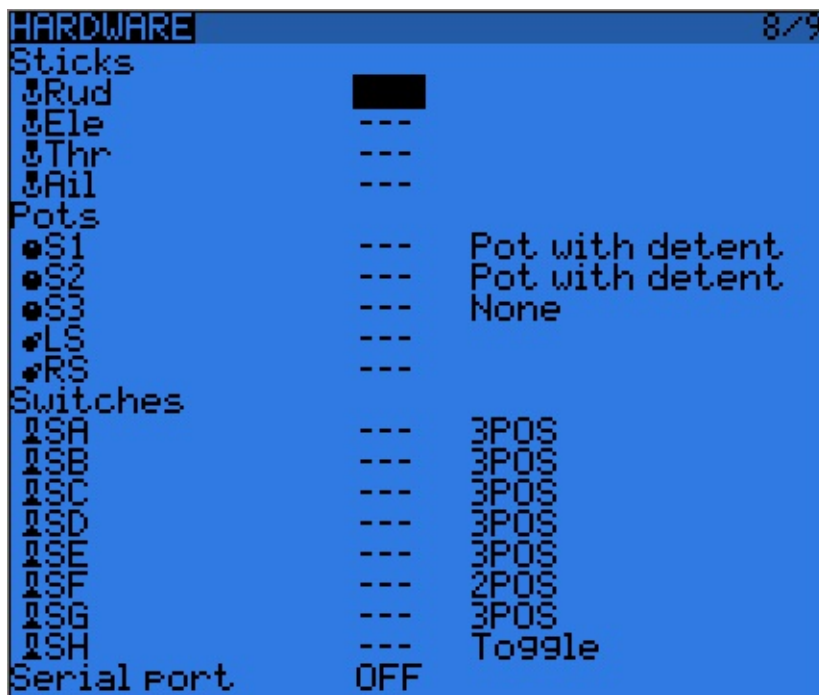 HARDWARE 8/9
Sticks
Rud
Ele ---
Thr ---
Ail ---
Pots
S1 --- Pot with detent
S2 --- Pot with detent
S3 --- None
LS ---
RS ---
Switches
SA --- 3POS
SB --- 3POS
SC --- 3POS
SD --- 3POS
SE --- 3POS
SF --- 2POS
SG --- 3POS
SH --- Toggle
Serial port OFF